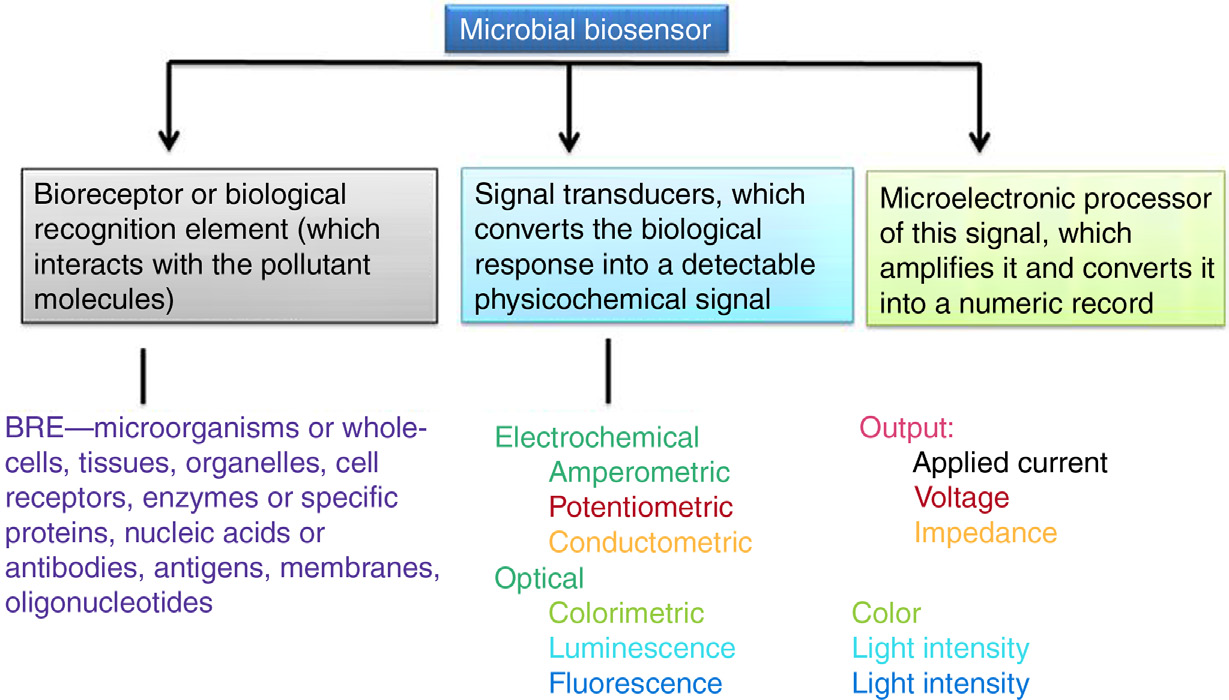 Microbial biosensor
Bioreceptor or biological
recognition element (which
interacts with the pollutant
molecules)
Signal transducers, which
converts the biological
response into a detectable
physicochemical signal
Microelectronic processor
of this signal, which
amplifies it and converts it
into a numeric record
BRE—microorganisms or whole-
cells, tissues, organelles, cell
receptors, enzymes or specific
proteins, nucleic acids or
antibodies, antigens, membranes,
oligonucleotides
Electrochemical
Amperometric
Potentiometric
Conductometric
Optical
Colorimetric
Luminescence
Fluorescence
Output:
Applied current
Voltage
Impedance
Color
Light intensity
Light intensity